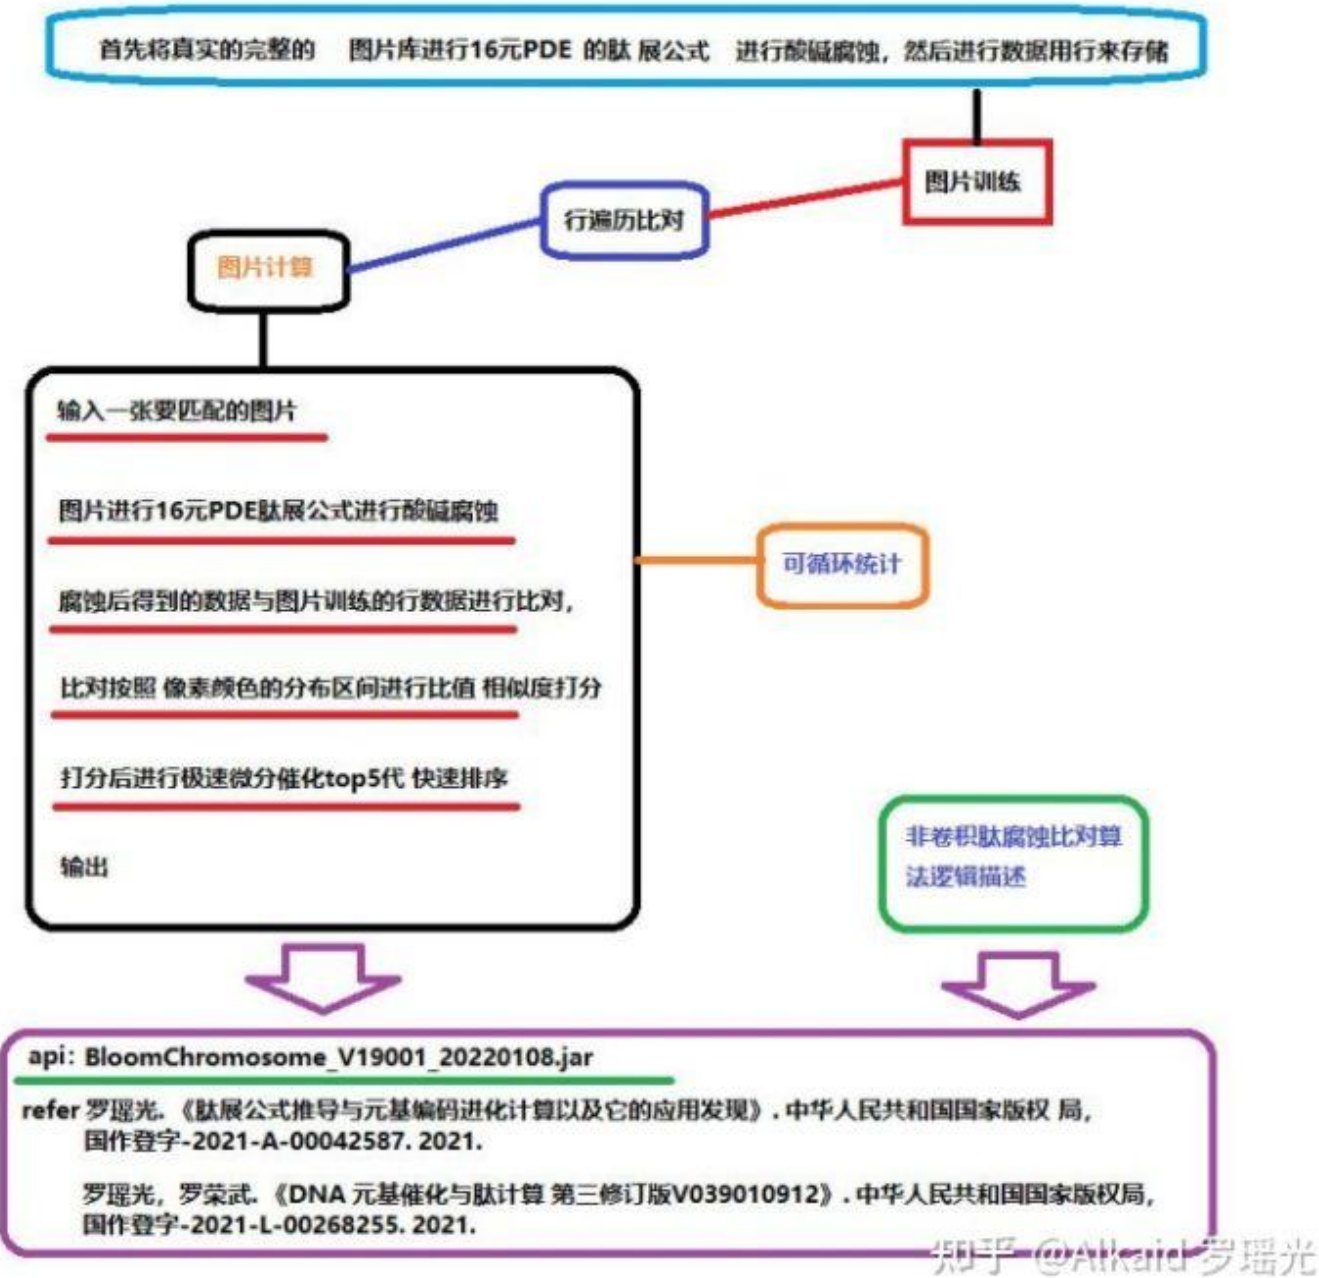 首先将真实的完整的 图片库进行16元PDE 的肽 展公式 进行酸碱腐蚀，然后进行数据用行来存储
图片训练
行遍历比对
图片计算
输入一张要匹配的图片
图片进行16元PDE肽展公式进行酸碱腐蚀
腐蚀后得到的数据与图片训练的行数据进行比对，
比对按照 像素颜色的分布区间进行比值 相似度打分
打分后进行极速微分催化top5代 快速排序
输出
可循环统计
非卷积肽腐蚀比对算
法逻辑描述
api: BloomChromosome_V19001_20220108.jar
refer 罗瑶光. 《肽展公式推导与元基编码进化计算以及它的应用发现》. 中华人民共和国国家版权 局，
国作登字-2021-A-00042587. 2021.
罗瑶光，罗荣武. 《DNA 元基催化与肽计算 第三修订版V039010912》. 中华人民共和国国家版权局，
国作登字-2021-L-00268255. 2021.
知乎 @Alkaid 罗瑶光